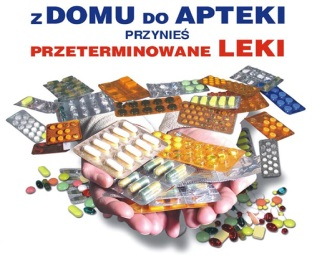 z DOMU DO APTEKI
PRZYNIEŚ
PRZETERMINOWANE LEKI